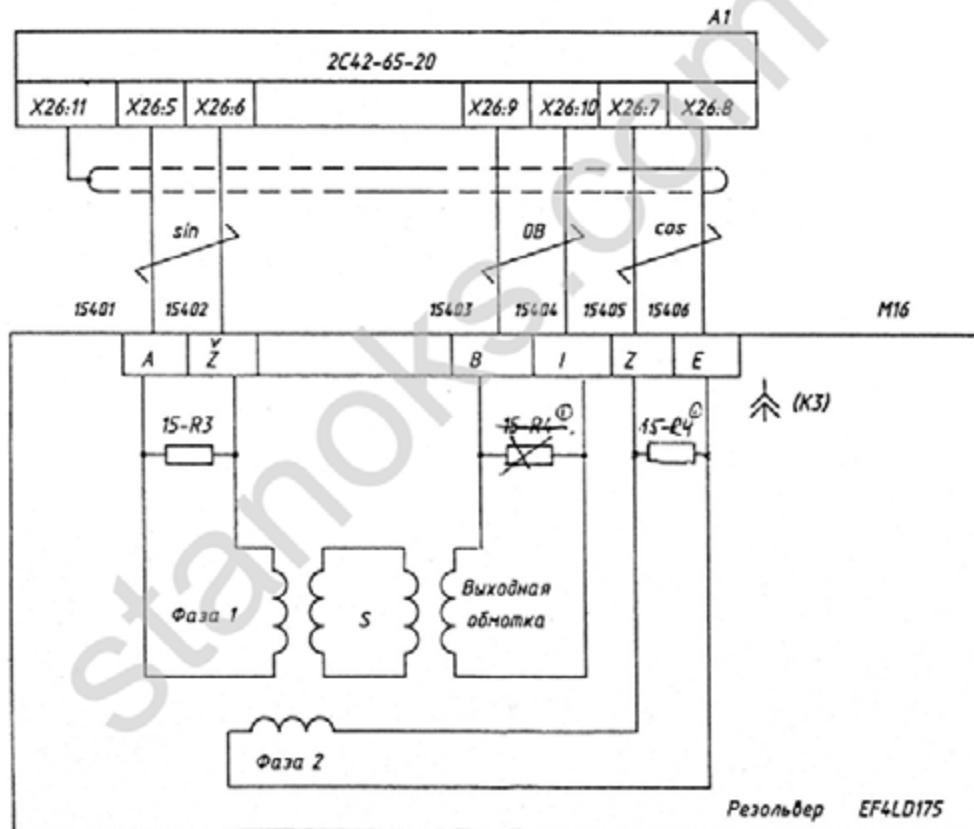 A1
2C42-65-20
X26:11 X26:5 X26:6 X26:9 X26:10 X26:7 X26:8
sin OB cos
15401 15402 15403 15404 15405 15406 M16
A Ž B I Z E
(K3)
15-R3 15-R4① 15-R4①
Фаза 1 S Выходная
обмотка
Фаза 2
Резольвер EF4LD175
stanoks.com